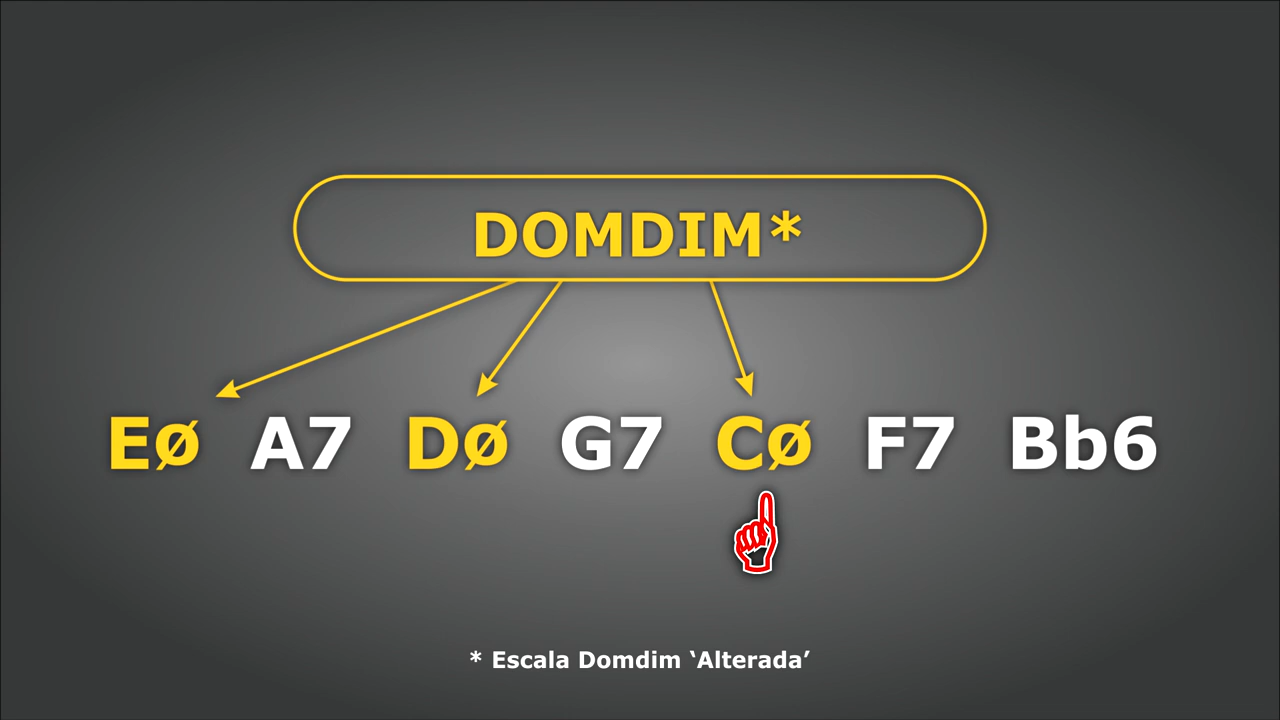 DOMDIM*
Eø A7 Dø G7 Cø F7 Bb6
* Escala Domdim ‘Alterada’